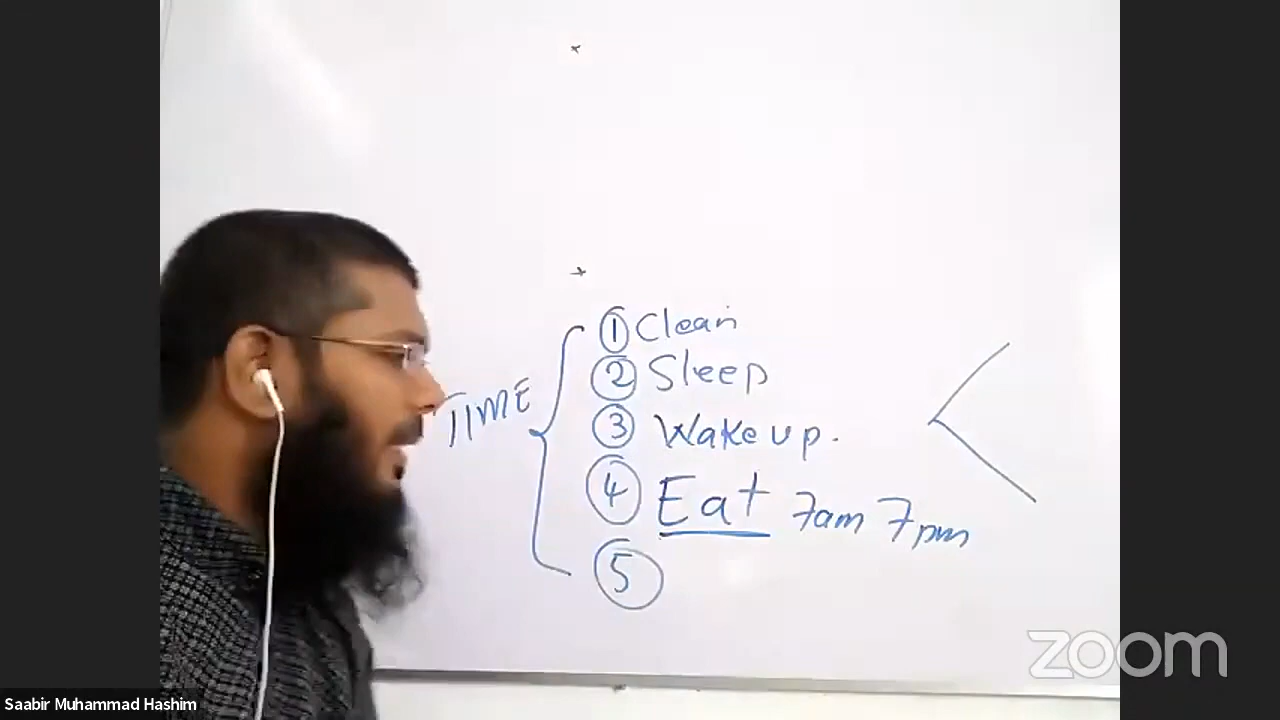 ① Clean
② Sleep
TIME
③ Wake up.
④ Eat 7am 7pm
⑤
zoom
Saabir Muhammad Hashim